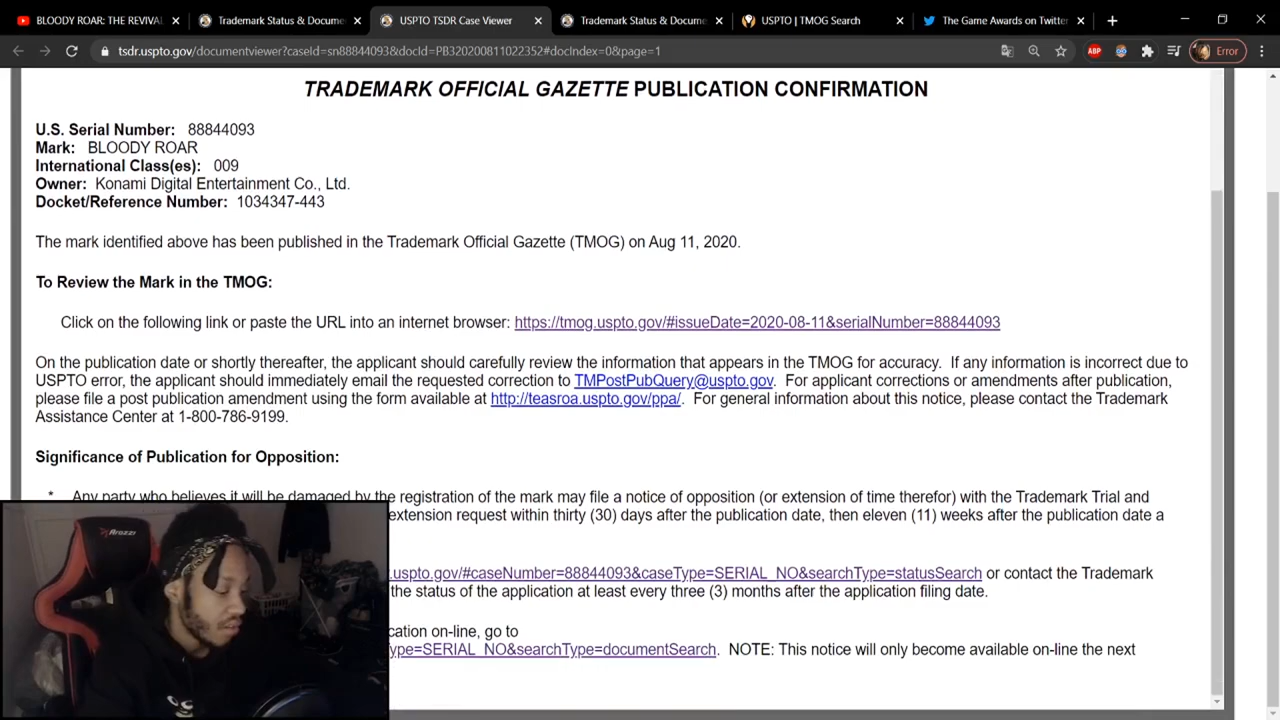 BLOODY ROAR: THE REVIVAL
Trademark Status & Docume
USPTO TSDR Case Viewer
Trademark Status & Docume
USPTO | TMOG Search
The Game Awards on Twitte
tsdr.uspto.gov/documentviewer?caseId=sn88844093&docId=PB320200811022352#docIndex=0&page=1
ABP
Error
TRADEMARK OFFICIAL GAZETTE PUBLICATION CONFIRMATION
U.S. Serial Number: 88844093
Mark: BLOODY ROAR
International Class(es): 009
Owner: Konami Digital Entertainment Co., Ltd.
Docket/Reference Number: 1034347-443
The mark identified above has been published in the Trademark Official Gazette (TMOG) on Aug 11, 2020.
To Review the Mark in the TMOG:
Click on the following link or paste the URL into an internet browser: https://tmog.uspto.gov/#issueDate=2020-08-11&serialNumber=88844093
On the publication date or shortly thereafter, the applicant should carefully review the information that appears in the TMOG for accuracy. If any information is incorrect due to
USPTO error, the applicant should immediately email the requested correction to TMPostPubQuery@uspto.gov. For applicant corrections or amendments after publication,
please file a post publication amendment using the form available at http://teasroa.uspto.gov/ppa/. For general information about this notice, please contact the Trademark
Assistance Center at 1-800-786-9199.
Significance of Publication for Opposition:
* Any party who believes it will be damaged by the registration of the mark may file a notice of opposition (or extension of time therefor) with the Trademark Trial and
extension request within thirty (30) days after the publication date, then eleven (11) weeks after the publication date a
.uspto.gov/#caseNumber=88844093&caseType=SERIAL_NO&searchType=statusSearch or contact the Trademark
the status of the application at least every three (3) months after the application filing date.
cation on-line, go to
ype=SERIAL_NO&searchType=documentSearch. NOTE: This notice will only become available on-line the next
Arozzi